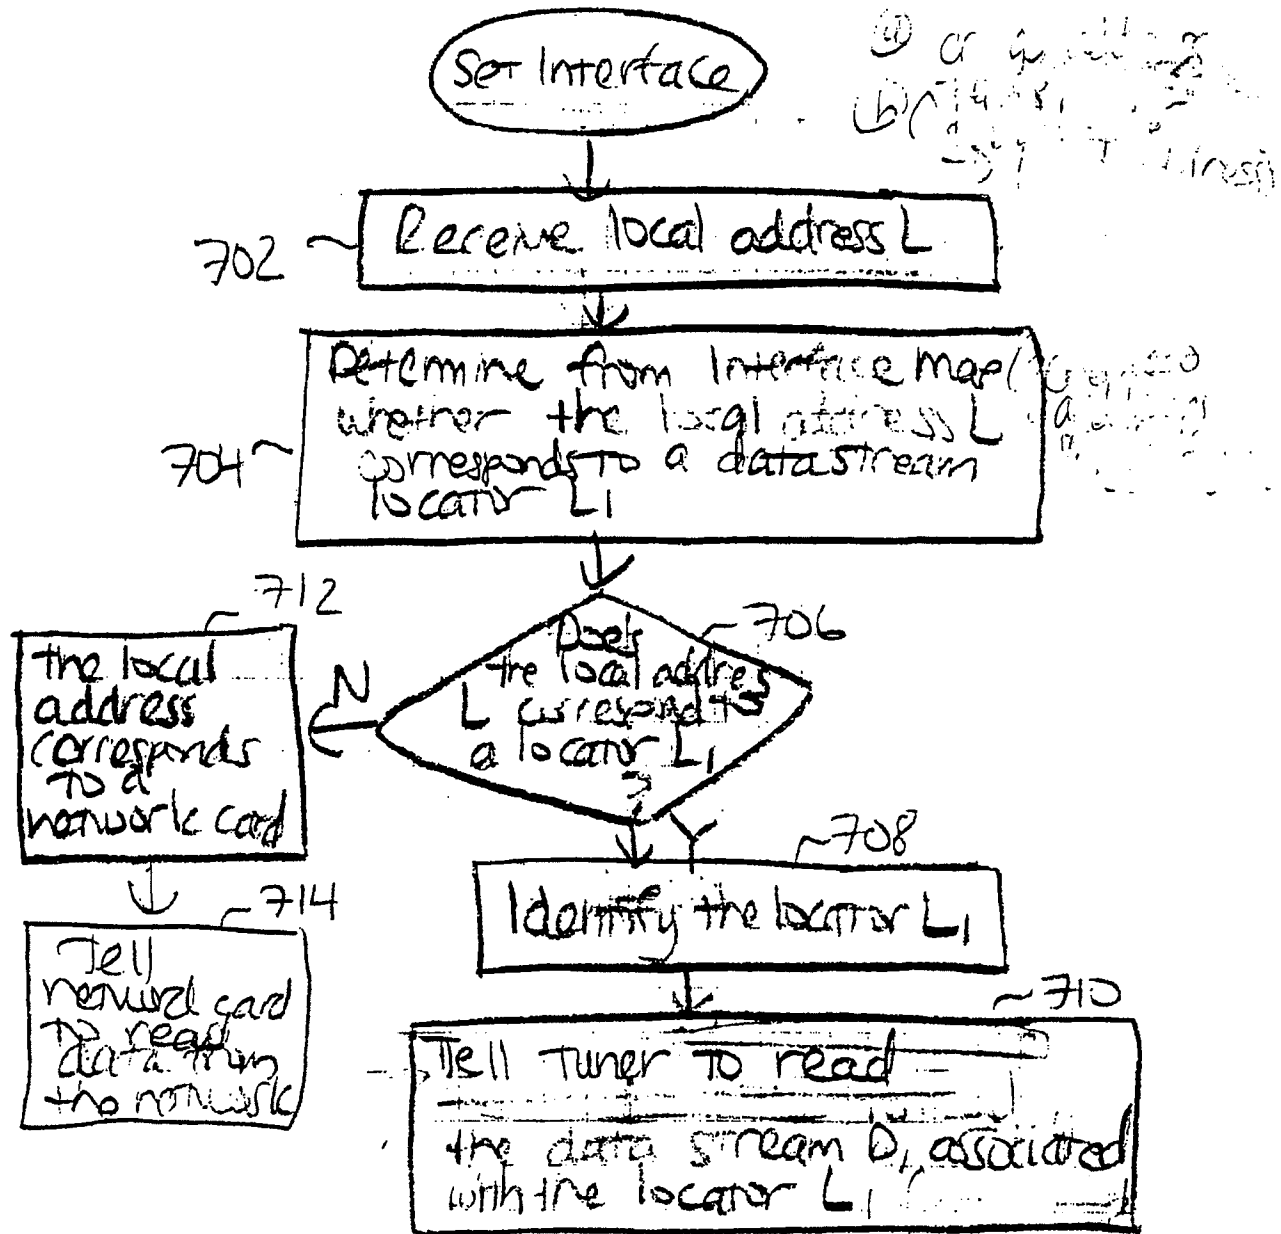 Set Interface
702
Receive local address L
704
Determine from Interface Map
whether the local address L
corresponds to a data stream
locator L1
706
Does
the local addres
L correspond to
a locator L1
?
N
712
the local
address
corresponds
to a
network card
714
Tell
network card
to read
data from
the network
Y
708
Identify the locator L1
710
Tell Tuner to read
the data stream D1 associated
with the locator L1